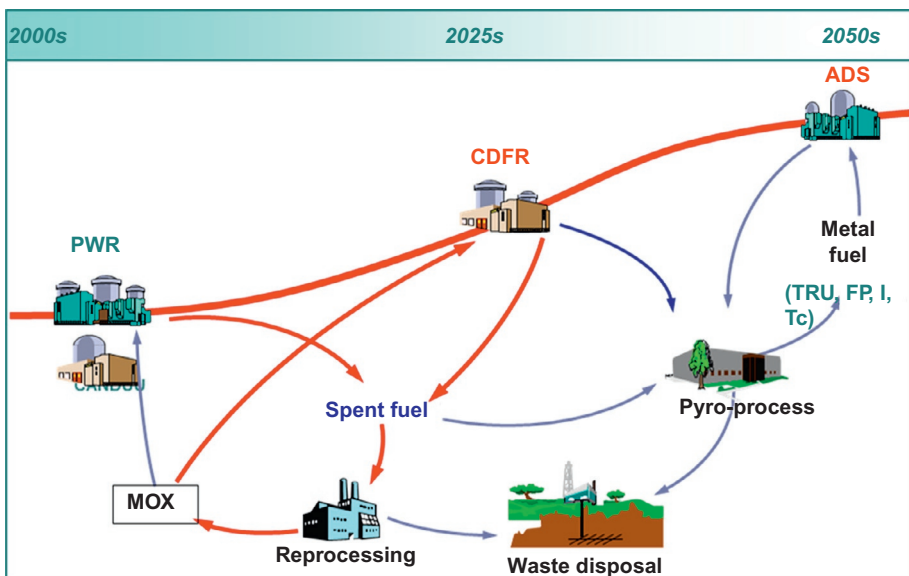 2000s 2025s 2050s
ADS
CDFR
PWR
Metal
fuel
(TRU, FP, I,
Tc)
Spent fuel
Pyro-process
MOX
Reprocessing
Waste disposal